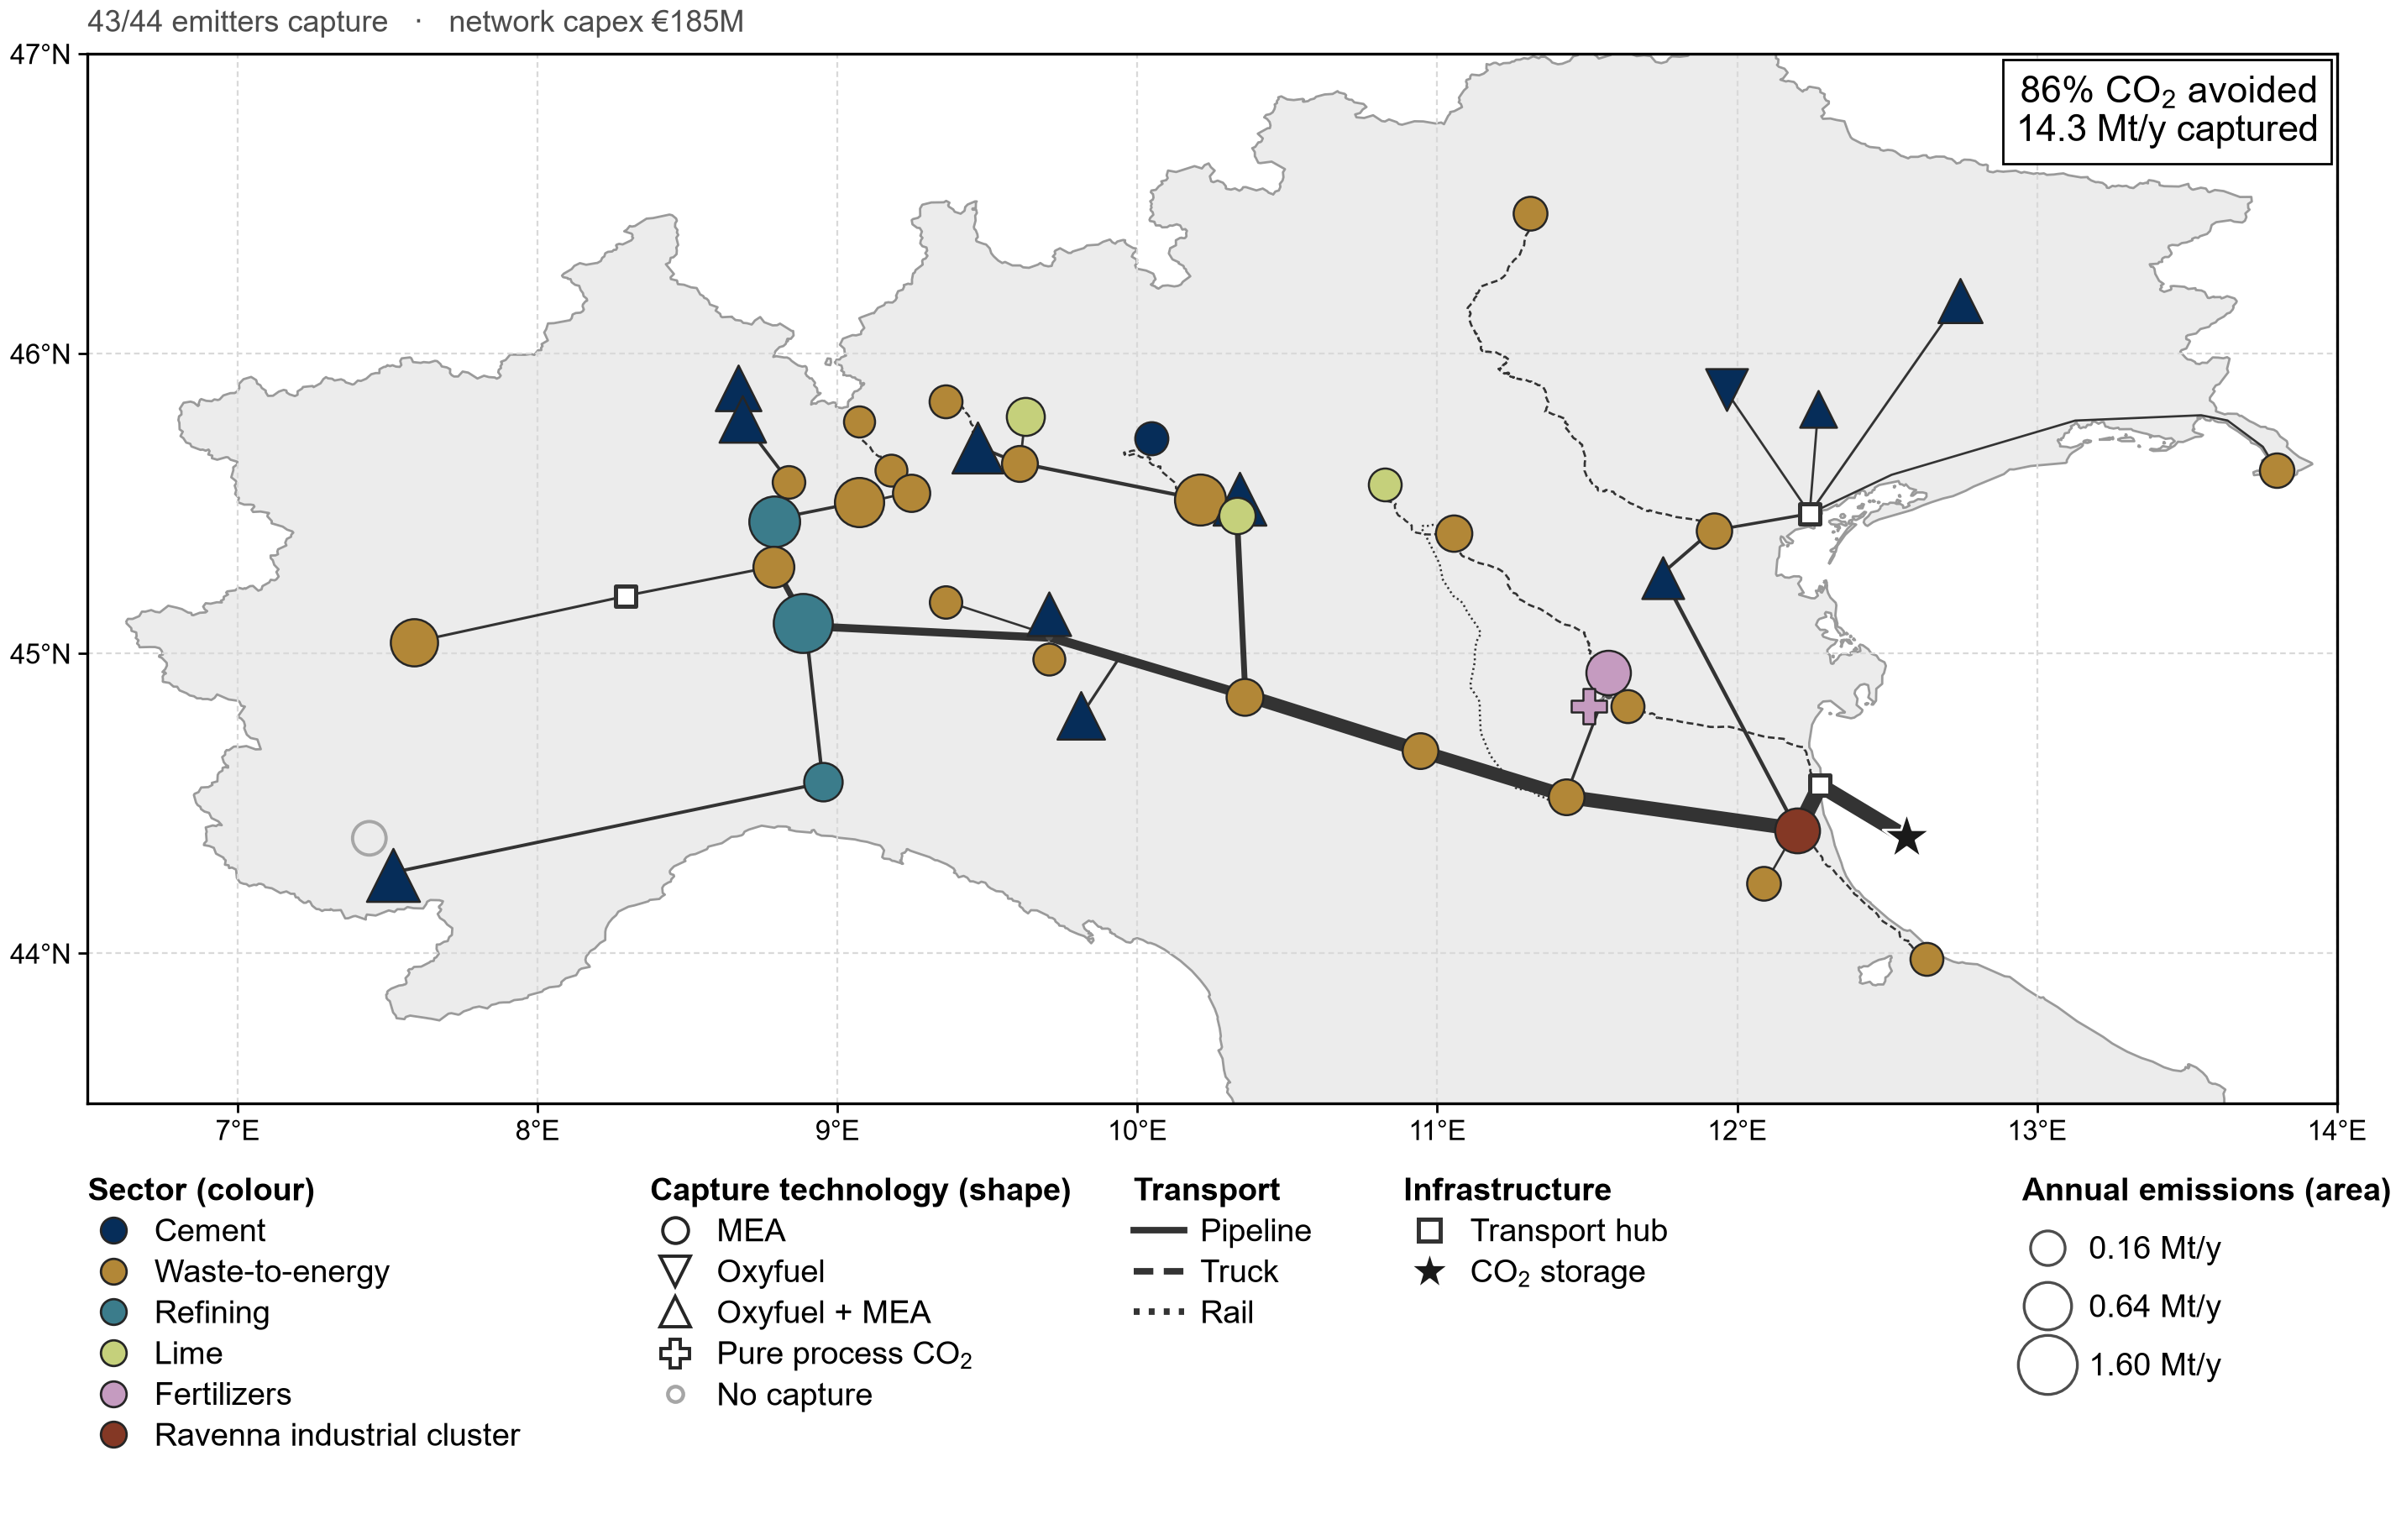 43/44 emitters capture · network capex €185M
47°N
86% CO₂ avoided
14.3 Mt/y captured
46°N
45°N
44°N
7°E 8°E 9°E 10°E 11°E 12°E 13°E 14°E
Sector (colour)
Cement
Waste-to-energy
Refining
Lime
Fertilizers
Ravenna industrial cluster
Capture technology (shape)
MEA
Oxyfuel
Oxyfuel + MEA
Pure process CO₂
No capture
Transport
Pipeline
Truck
Rail
Infrastructure
Transport hub
CO₂ storage
Annual emissions (area)
0.16 Mt/y
0.64 Mt/y
1.60 Mt/y